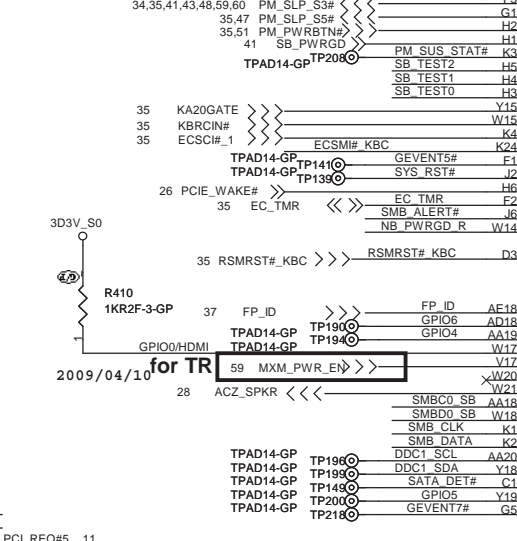 34,35,41,43,48,59,60 PM_SLP_S3#
35,47 PM_SLP_S5# G1
35,51 PM_PWRBTN# H2
41 SB_PWRGD H1
TPAD14-GP TP208 PM_SUS_STAT# K3
SB_TEST2 H5
SB_TEST1 H4
SB_TEST0 H3
35 KA20GATE Y15
35 KBRCIN# W15
35 ECSCI#_1 K4
ECSMI#_KBC K24
TPAD14-GP TP141 GEVENT5# F1
TPAD14-GP TP139 SYS_RST# J2
26 PCIE_WAKE# H6
35 EC_TMR EC_TMR F2
SMB_ALERT# J6
NB_PWRGD_R W14
3D3V_S0
35 RSMRST#_KBC RSMRST#_KBC D3
R410
1KR2F-3-GP
1
37 FP_ID FP_ID AE18
TP190 GPIO6 AD18
TPAD14-GP TP194 GPIO4 AA19
GPIO0/HDMI TPAD14-GP W17
for TR 59 MXM_PWR_EN V17
2009/04/10 W20
28 ACZ_SPKR W21
SMBC0_SB AA18
SMBD0_SB W18
SMB_CLK K1
SMB_DATA K2
TPAD14-GP TP196 DDC1_SCL AA20
TPAD14-GP TP199 DDC1_SDA Y18
TPAD14-GP TP149 SATA_DET# C1
TPAD14-GP TP200 GPIO5 Y19
TPAD14-GP TP218 GEVENT7# G5
PCI_REQ#5 11